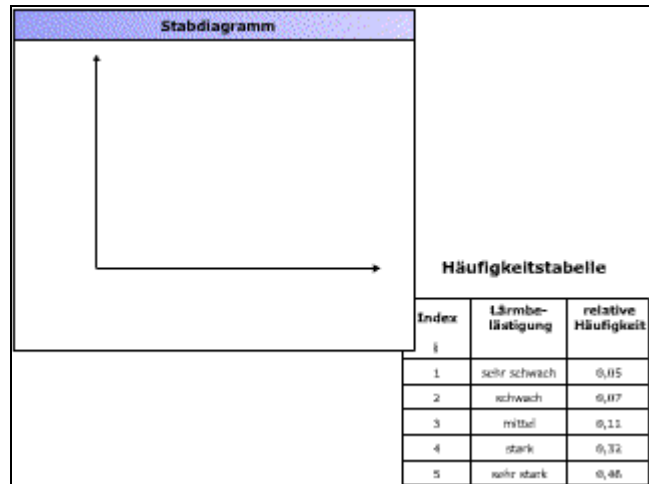 Stabdiagramm
Häufigkeitstabelle
Index Lärmbe- relative
lästigung Häufigkeit
i
1 sehr schwach 0,05
2 schwach 0,07
3 mittel 0,11
4 stark 0,32
5 sehr stark 0,46